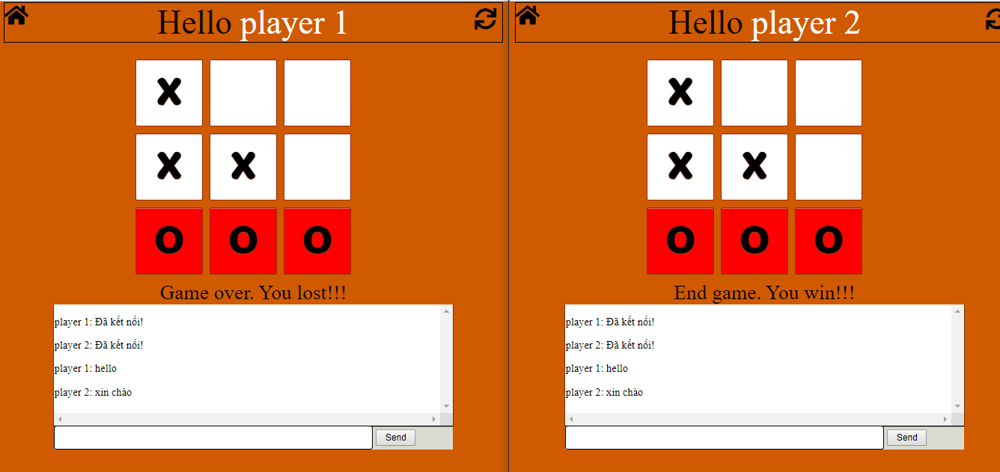 Hello player 1
X
X X
O O O
Game over. You lost!!!
player 1: Đã kết nối!
player 2: Đã kết nối!
player 1: hello
player 2: xin chào
Send
Hello player 2
X
X X
O O O
End game. You win!!!
player 1: Đã kết nối!
player 2: Đã kết nối!
player 1: hello
player 2: xin chào
Send